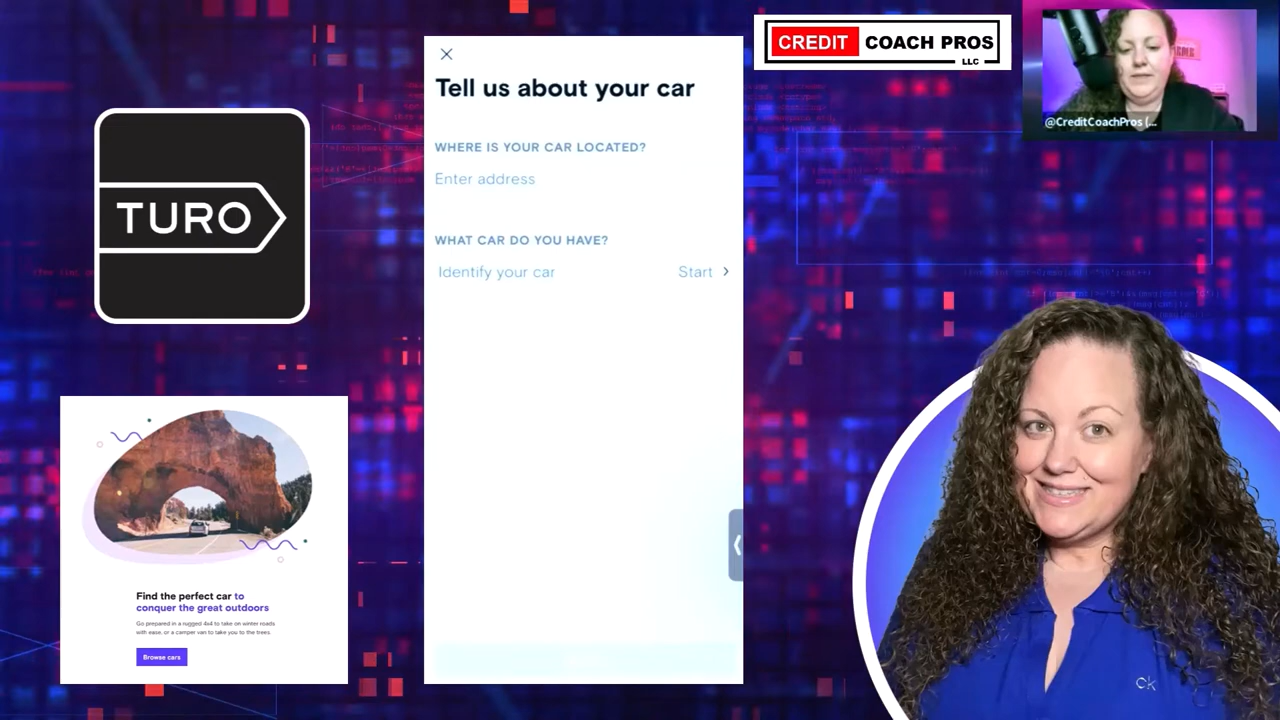 TURO
Find the perfect car to
conquer the great outdoors
Go prepared in a rugged 4x4 to take on winter roads
with ease, or a camper van to take you to the trees
Browse cars
Tell us about your car
WHERE IS YOUR CAR LOCATED?
Enter address
WHAT CAR DO YOU HAVE?
Identify your car
Start
CREDIT COACH PROS
LLC
@CreditCoachPros (...
ck